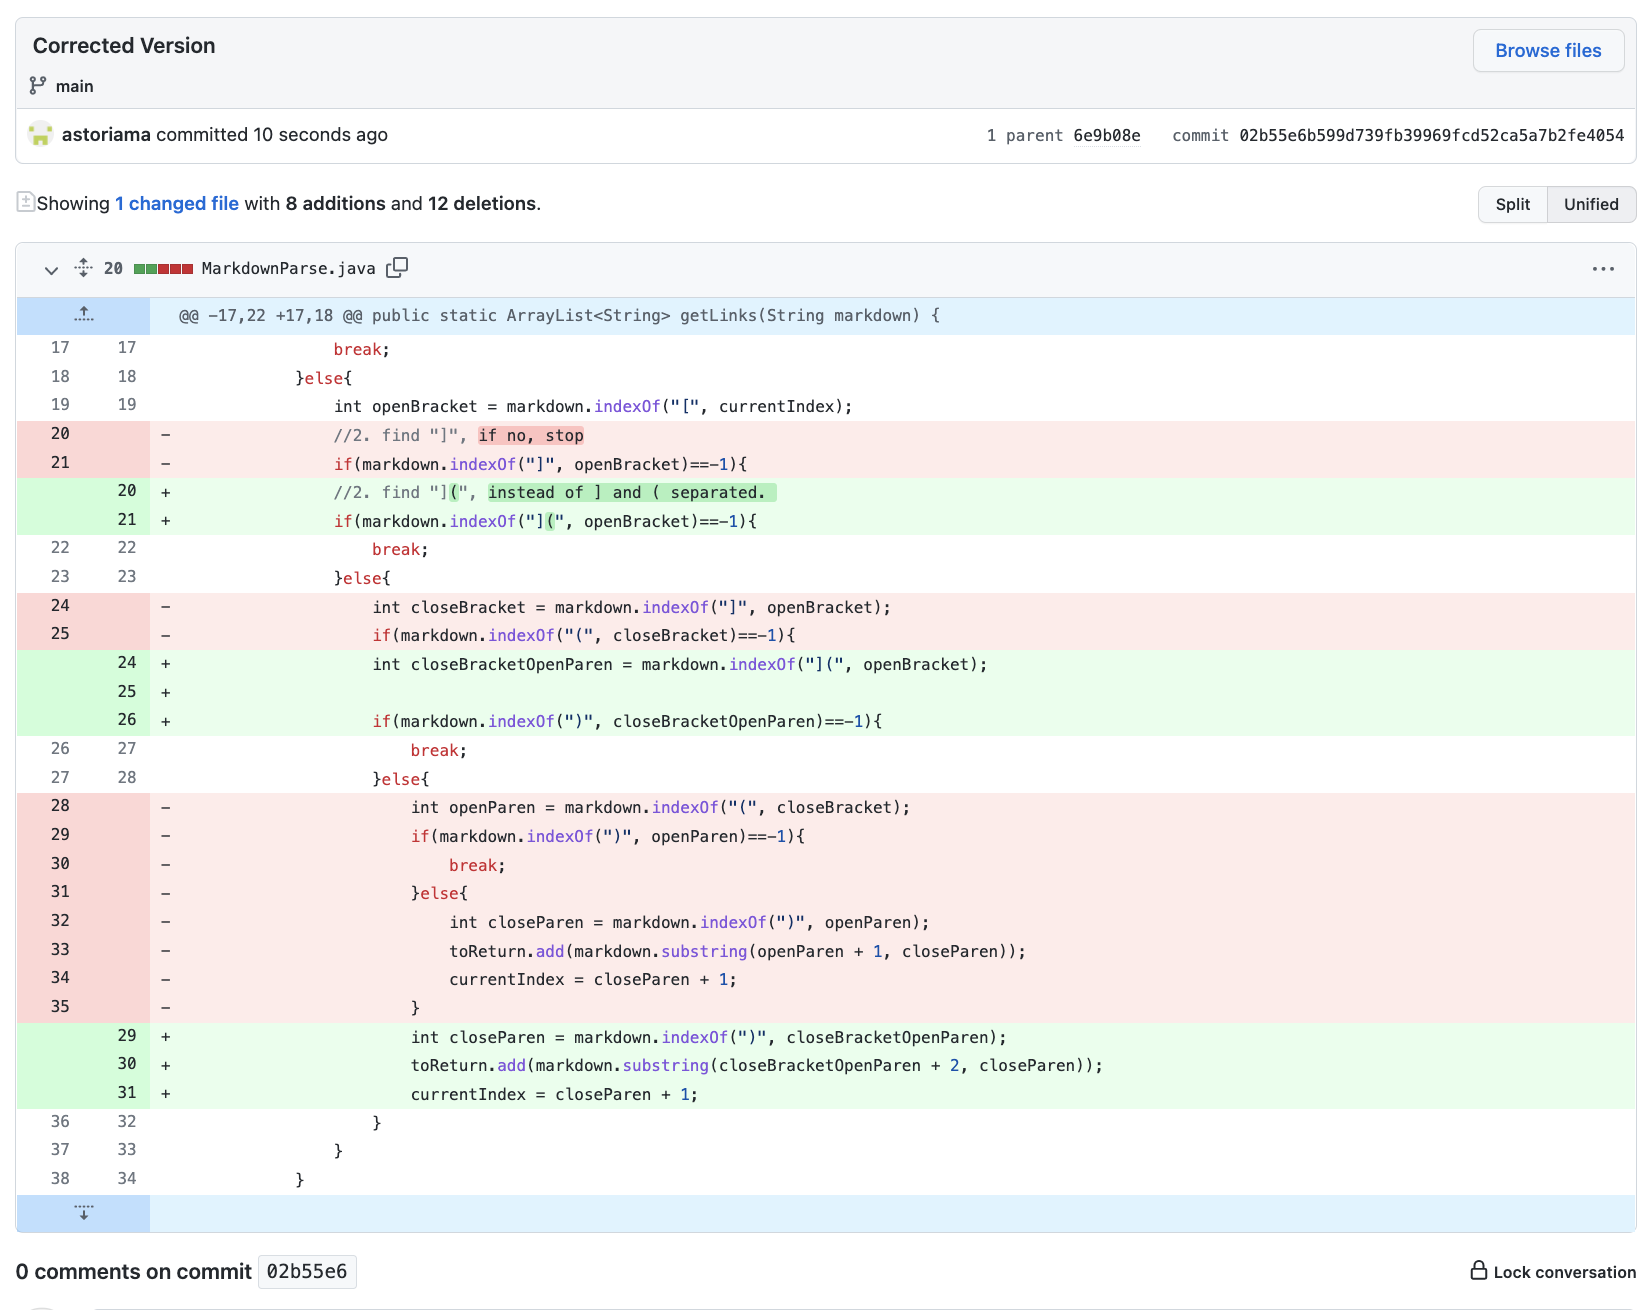 Corrected Version
Browse files
main
astoriama committed 10 seconds ago
1 parent 6e9b08e commit 02b55e6b599d739fb39969fcd52ca5a7b2fe4054
Showing 1 changed file with 8 additions and 12 deletions.
Split Unified
20 MarkdownParse.java
@@ -17,22 +17,18 @@ public static ArrayList<String> getLinks(String markdown) {
17 17 break;
18 18 }else{
19 19 int openBracket = markdown.indexOf("[", currentIndex);
20 - //2. find "]", if no, stop
21 - if(markdown.indexOf("]", openBracket)==-1){
20 + //2. find "](", instead of ] and ( separated.
21 + if(markdown.indexOf("](", openBracket)==-1){
22 22 break;
23 23 }else{
24 - int closeBracket = markdown.indexOf("]", openBracket);
25 - if(markdown.indexOf("(", closeBracket)==-1){
24 + int closeBracketOpenParen = markdown.indexOf("](", openBracket);
25 +
26 + if(markdown.indexOf(")", closeBracketOpenParen)==-1){
26 27 break;
27 28 }else{
28 - int openParen = markdown.indexOf("(", closeBracket);
29 - if(markdown.indexOf(")", openParen)==-1){
30 - break;
31 - }else{
32 - int closeParen = markdown.indexOf(")", openParen);
33 - toReturn.add(markdown.substring(openParen + 1, closeParen));
34 - currentIndex = closeParen + 1;
35 - }
29 + int closeParen = markdown.indexOf(")", closeBracketOpenParen);
30 + toReturn.add(markdown.substring(closeBracketOpenParen + 2, closeParen));
31 + currentIndex = closeParen + 1;
36 32 }
37 33 }
38 34 }
0 comments on commit 02b55e6
Lock conversation